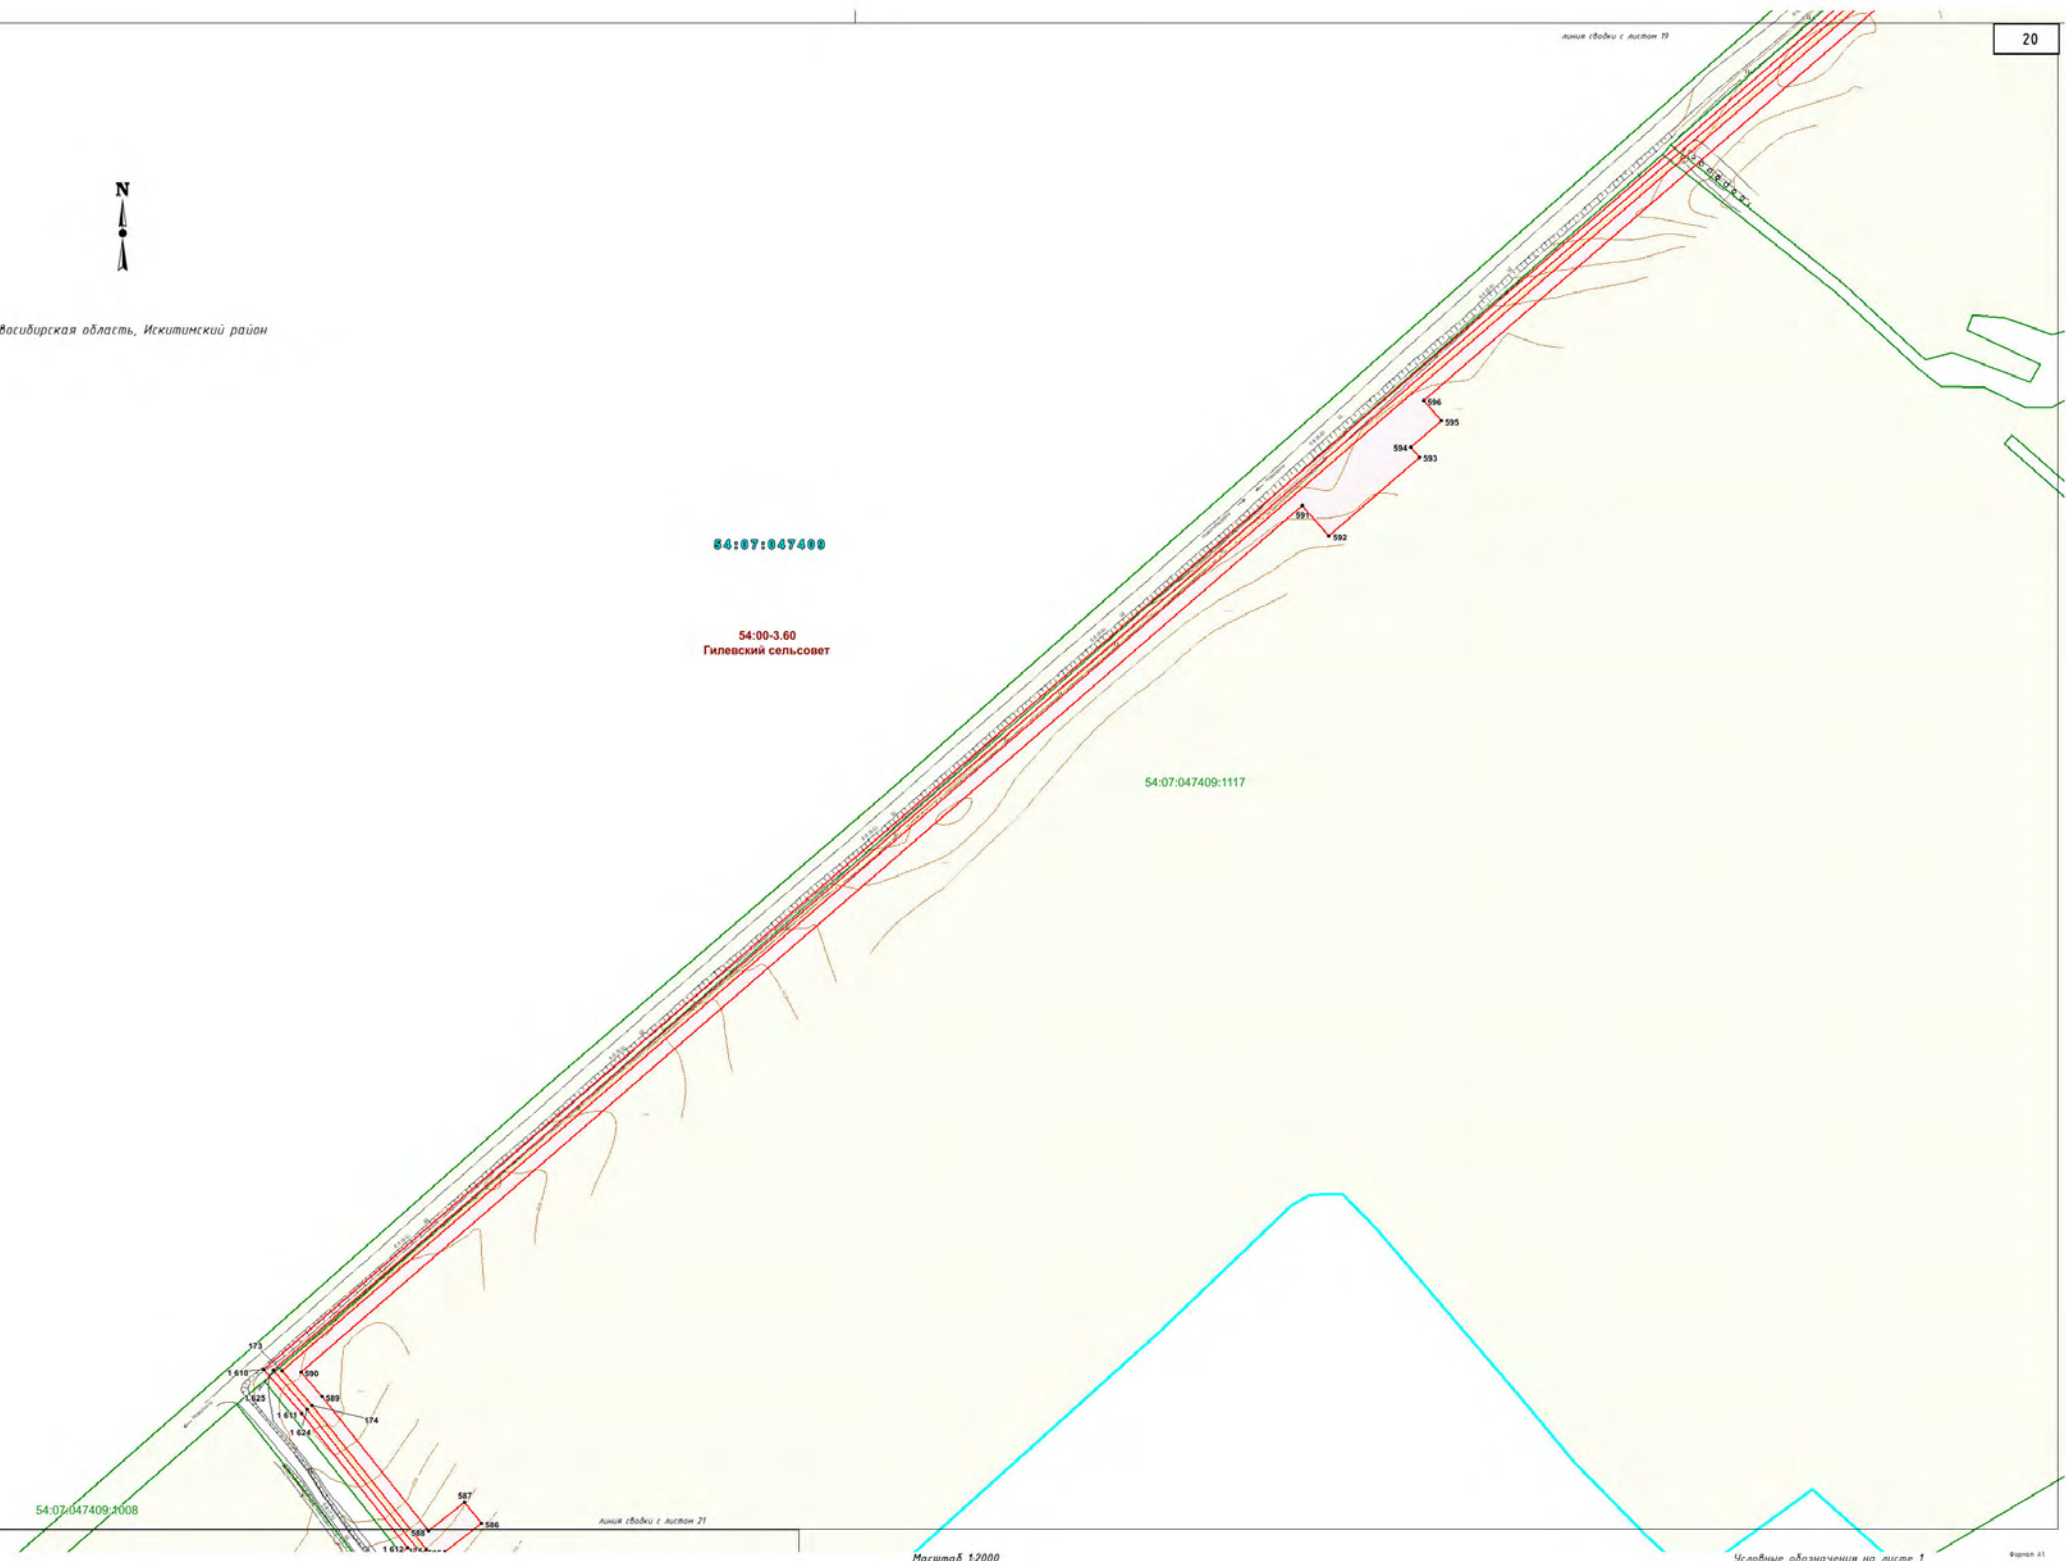 линия сводки с листом 19
20
N
восибирская область, Искитимский район
596
595
594
593
591
592
54:07:047409
54:00-3.60
Гилевский сельсовет
54:07:047409:1117
173
1 610
590
1 625
589
1 611
174
1 624
54:07:047409:1008
587
586
588
линия сводки с листом 21
1 612
Масштаб 1:2000
Условные обозначения на листе 1
Формат А1